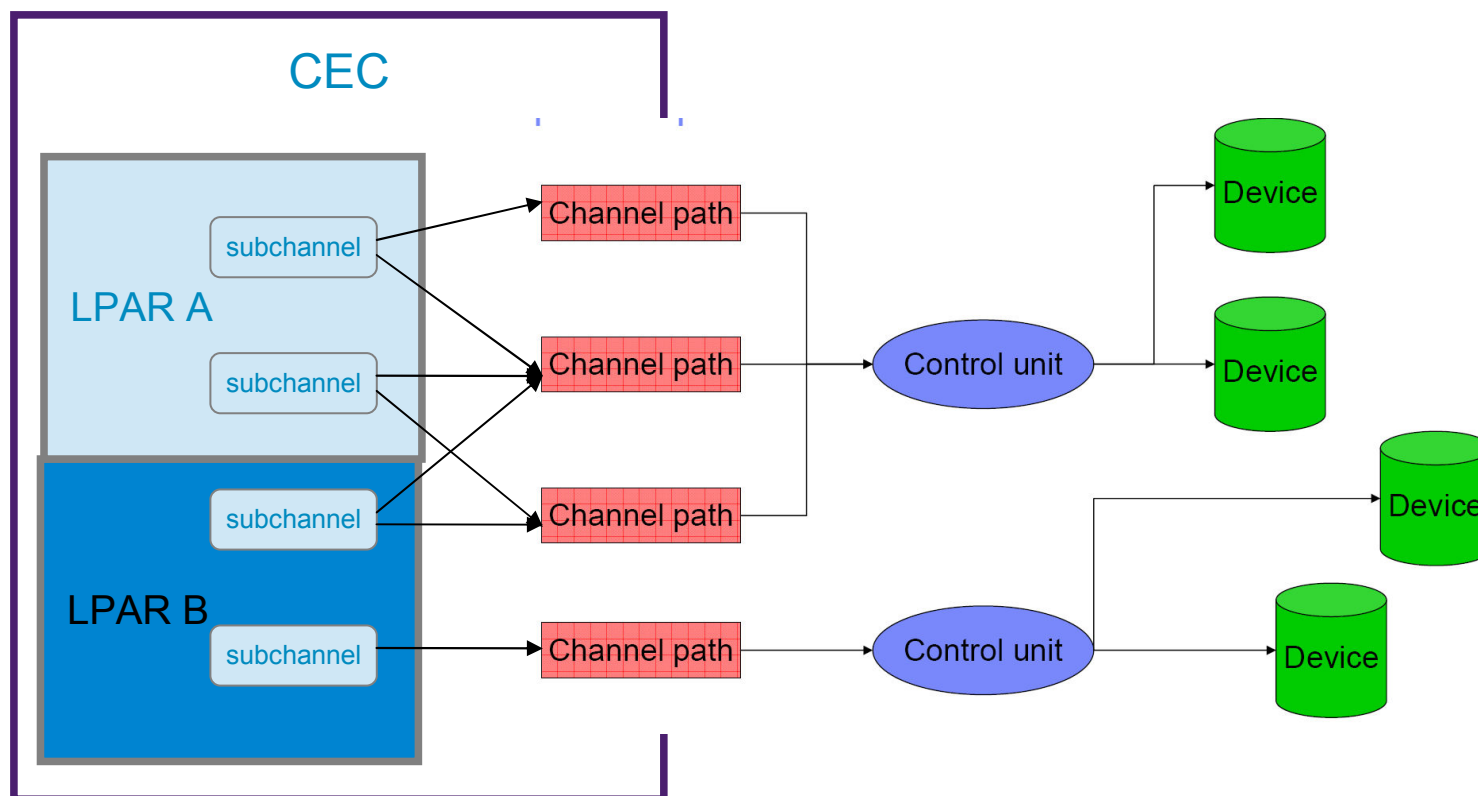 CEC
LPAR A
subchannel
subchannel
LPAR B
subchannel
subchannel
Channel path
Channel path
Channel path
Channel path
Control unit
Control unit
Device
Device
Device
Device